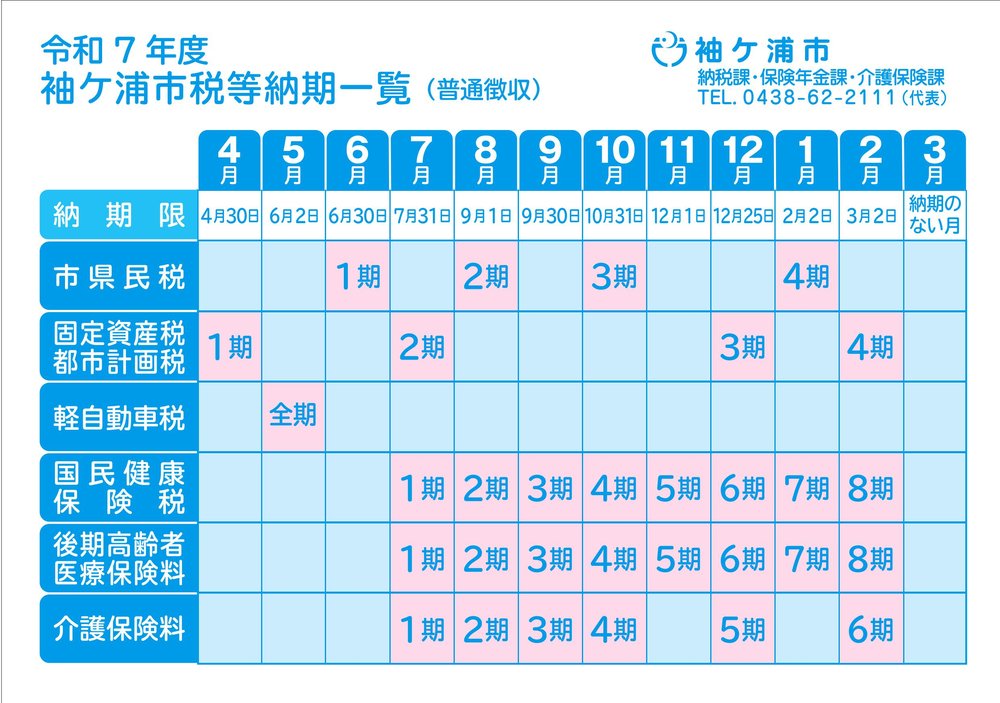 令和7年度
袖ケ浦市税等納期一覧（普通徴収）
袖ケ浦市
納税課・保険年金課・介護保険課
TEL. 0438-62-2111（代表）
4月 5月 6月 7月 8月 9月 10月 11月 12月 1月 2月 3月
納期限 4月30日 6月2日 6月30日 7月31日 9月1日 9月30日 10月31日 12月1日 12月25日 2月2日 3月2日 納期のない月
市県民税 1期 2期 3期 4期
固定資産税
都市計画税 1期 2期 3期 4期
軽自動車税 全期
国民健康
保険税 1期 2期 3期 4期 5期 6期 7期 8期
後期高齢者
医療保険料 1期 2期 3期 4期 5期 6期 7期 8期
介護保険料 1期 2期 3期 4期 5期 6期